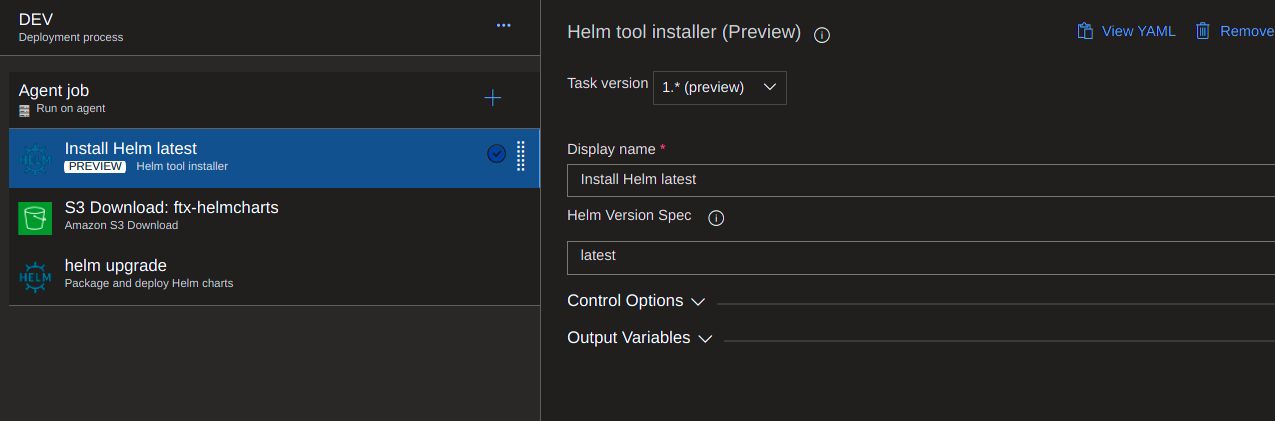 DEV
...
Deployment process
Agent job
Run on agent
Install Helm latest
PREVIEW Helm tool installer
HELM
S3 Download: ftx-helmcharts
Amazon S3 Download
helm upgrade
HELM
Package and deploy Helm charts
Helm tool installer (Preview)
View YAML
Remove
Task version 1.* (preview)
Display name *
Install Helm latest
Helm Version Spec
latest
Control Options
Output Variables